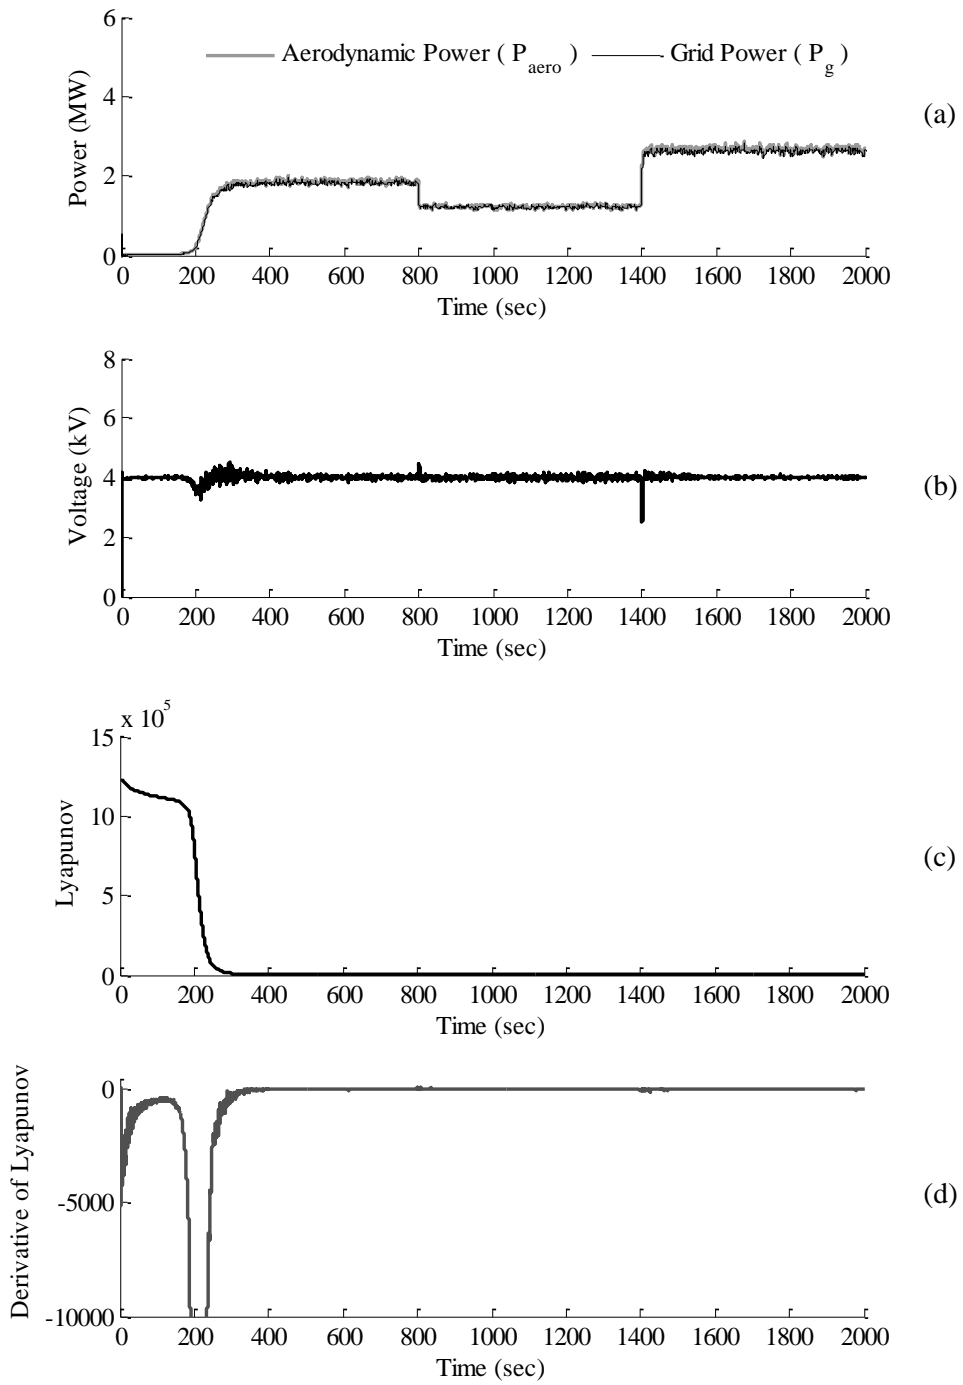 6
Aerodynamic Power ( P_aero ) Grid Power ( P_g )
4
2
0
Power (MW)
(a)
0 200 400 600 800 1000 1200 1400 1600 1800 2000
Time (sec)
8
6
4
2
0
Voltage (kV)
(b)
0 200 400 600 800 1000 1200 1400 1600 1800 2000
Time (sec)
x 10^5
15
10
5
0
Lyapunov
(c)
0 200 400 600 800 1000 1200 1400 1600 1800 2000
Time (sec)
0
-5000
-10000
Derivative of Lyapunov
(d)
0 200 400 600 800 1000 1200 1400 1600 1800 2000
Time (sec)